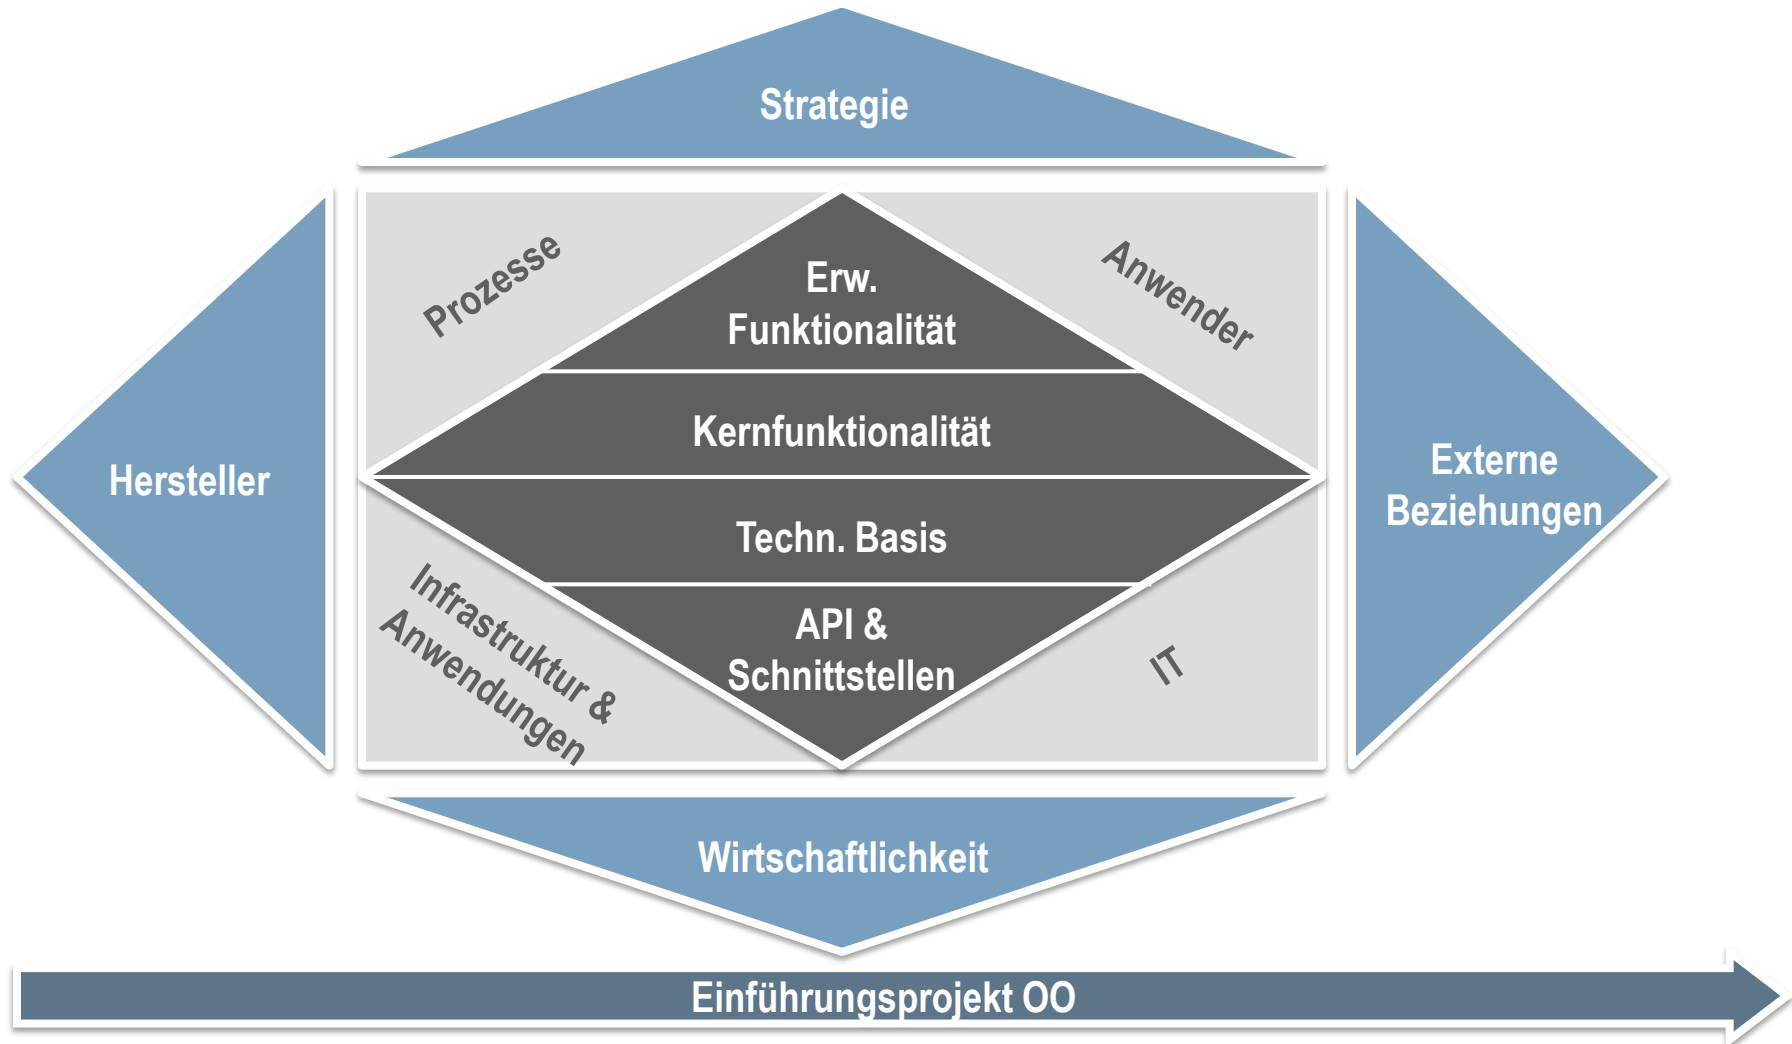 Strategie
Prozesse
Anwender
Erw.
Funktionalität
Kernfunktionalität
Hersteller
Externe
Beziehungen
Techn. Basis
Infrastruktur &
Anwendungen
API &
Schnittstellen
IT
Wirtschaftlichkeit
Einführungsprojekt OO